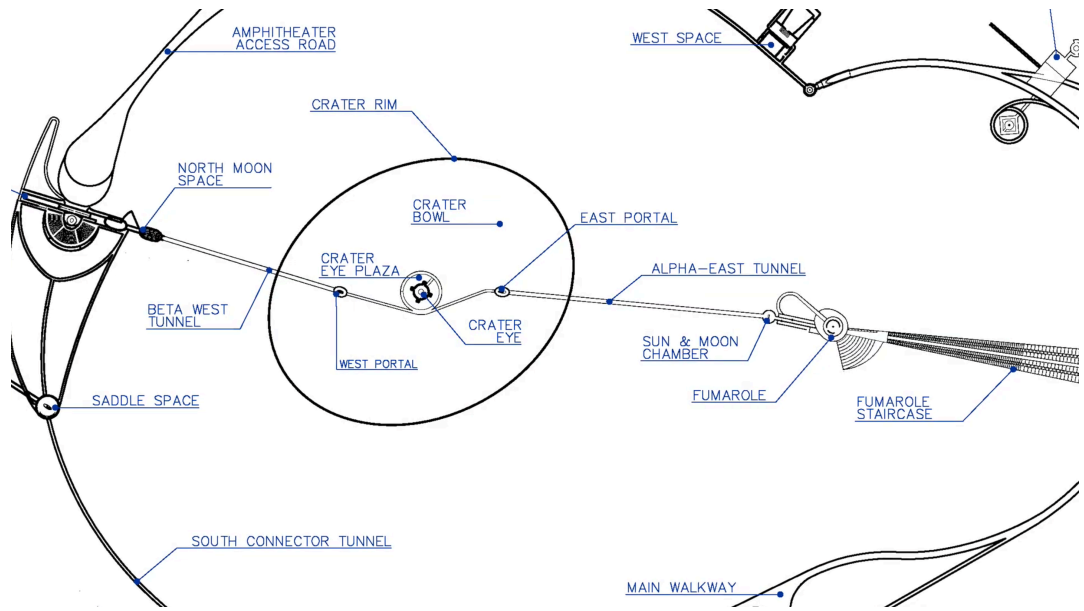 AMPHITHEATER
ACCESS ROAD
WEST SPACE
CRATER RIM
NORTH MOON
SPACE
CRATER
BOWL
EAST PORTAL
CRATER
EYE PLAZA
ALPHA-EAST TUNNEL
BETA WEST
TUNNEL
CRATER
EYE
SUN & MOON
CHAMBER
WEST PORTAL
FUMAROLE
FUMAROLE
STAIRCASE
SADDLE SPACE
SOUTH CONNECTOR TUNNEL
MAIN WALKWAY